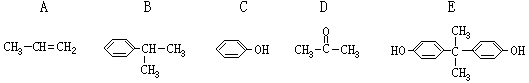 A B C D E
O CH₃
CH₃-CH=CH₂ CH-CH₃ OH CH₃-C-CH₃ HO C OH
CH₃ CH₃